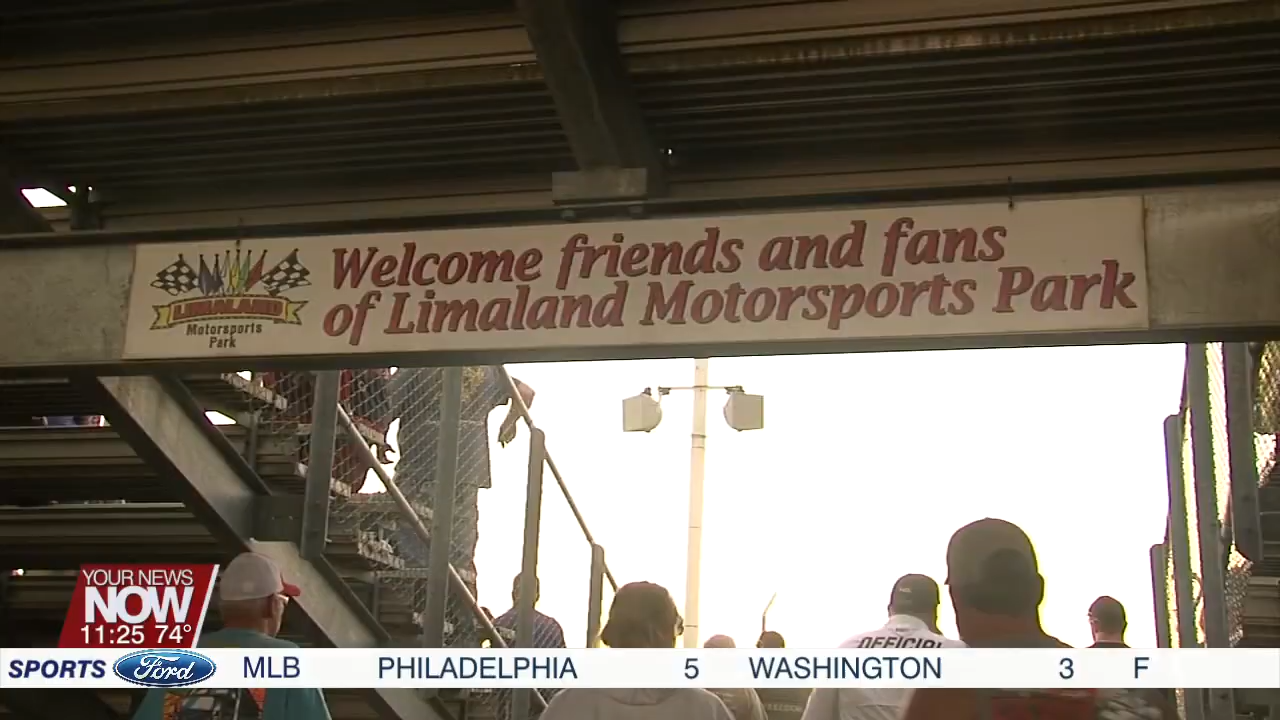 Welcome friends and fans
of Limaland Motorsports Park
LIMALAND
Motorsports
Park
OFFICIAL
YOUR NEWS
NOW
11:25 74°
SPORTS Ford MLB PHILADELPHIA 5 WASHINGTON 3 F